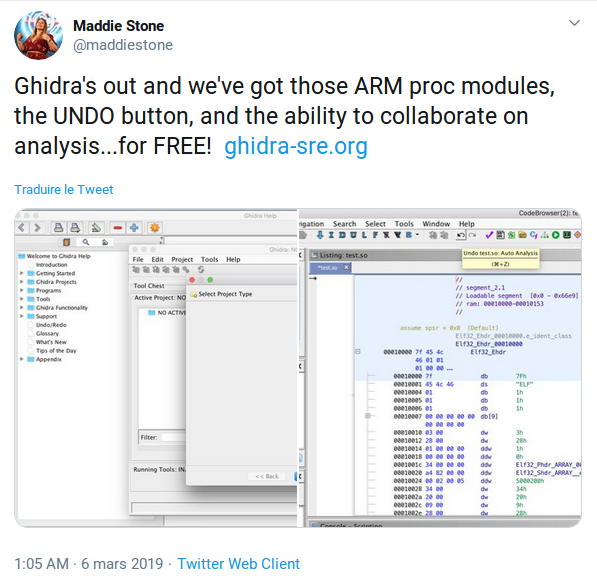 Maddie Stone
@maddiestone
Ghidra's out and we've got those ARM proc modules,
the UNDO button, and the ability to collaborate on
analysis...for FREE! ghidra-sre.org
Traduire le Tweet
Ghidra Help
Welcome to Ghidra Help
Introduction
Getting Started
Ghidra Projects
Programs
Tools
Ghidra Functionality
Support
Undo/Redo
Glossary
What's New
Tips of the Day
Appendix
Ghidra: N
File Edit Project Tools Help
Tool Chest
Active Project: NO
NO ACTIV
Select Project Type
Filter:
<< Back
Running Tools: INA
CodeBrowser(2): te
gation Search Select Tools Window Help
I D U L F B
Undo test.so: Auto Analysis
(⌘+Z)
Listing: test.so
*test.so
//
// segment_2.1
// Loadable segment [0x0 - 0x66e9]
// ram: 00010000-00010153
//
assume spsr = 0x0 (Default)
Elf32_Ehdr_00010000.e_ident_class
Elf32_Ehdr_00010000
00010000 7f 45 4c Elf32_Ehdr
46 01 01
01 00 00 ...
00010000 7f db 7Fh
00010001 45 4c 46 ds "ELF"
00010004 01 db 1h
00010005 01 db 1h
00010006 01 db 1h
00010007 00 00 00 00 00 db[9]
00 00 00 00
00010010 03 00 dw 3h
00010012 28 00 dw 28h
00010014 01 00 00 00 ddw 1h
00010018 00 00 00 00 ddw 0h
0001001c 34 00 00 00 ddw Elf32_Phdr_ARRAY_0
00010020 a4 82 00 00 ddw Elf32_Shdr_ARRAY_
00010024 00 02 00 05 ddw 5000200h
00010028 34 00 dw 34h
0001002a 20 00 dw 20h
0001002c 09 00 dw 9h
0001002e 28 00 dw 28h
Console - Scripting
1:05 AM · 6 mars 2019 · Twitter Web Client